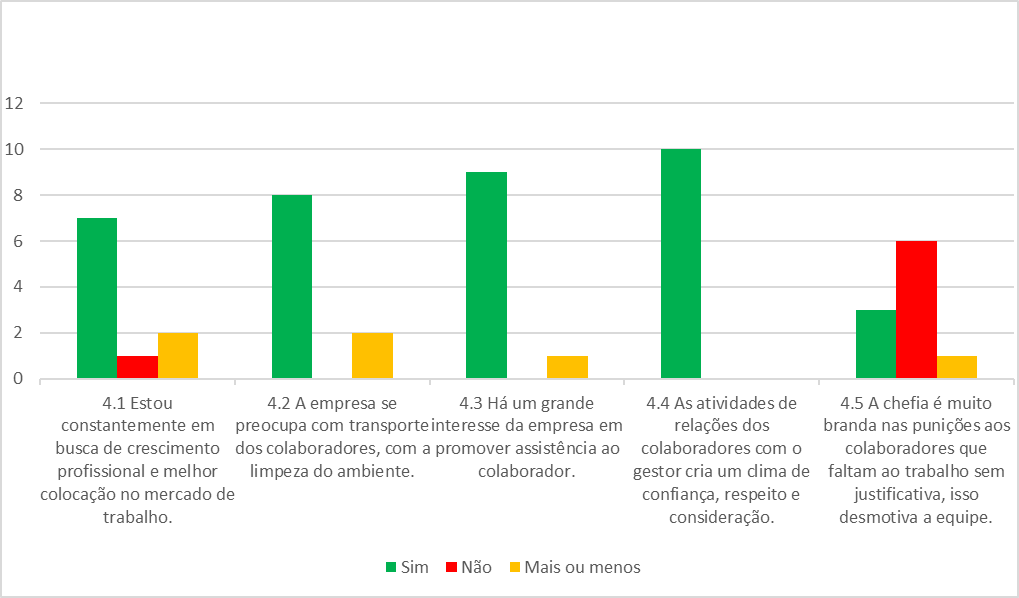 12
10
8
6
4
2
0
4.1 Estou
constantemente em
busca de crescimento
profissional e melhor
colocação no mercado de
trabalho.
4.2 A empresa se
preocupa com transporte
dos colaboradores, com a
limpeza do ambiente.
4.3 Há um grande
interesse da empresa em
promover assistência ao
colaborador.
4.4 As atividades de
relações dos
colaboradores com o
gestor cria um clima de
confiança, respeito e
consideração.
4.5 A chefia é muito
branda nas punições aos
colaboradores que
faltam ao trabalho sem
justificativa, isso
desmotiva a equipe.
Sim Não Mais ou menos